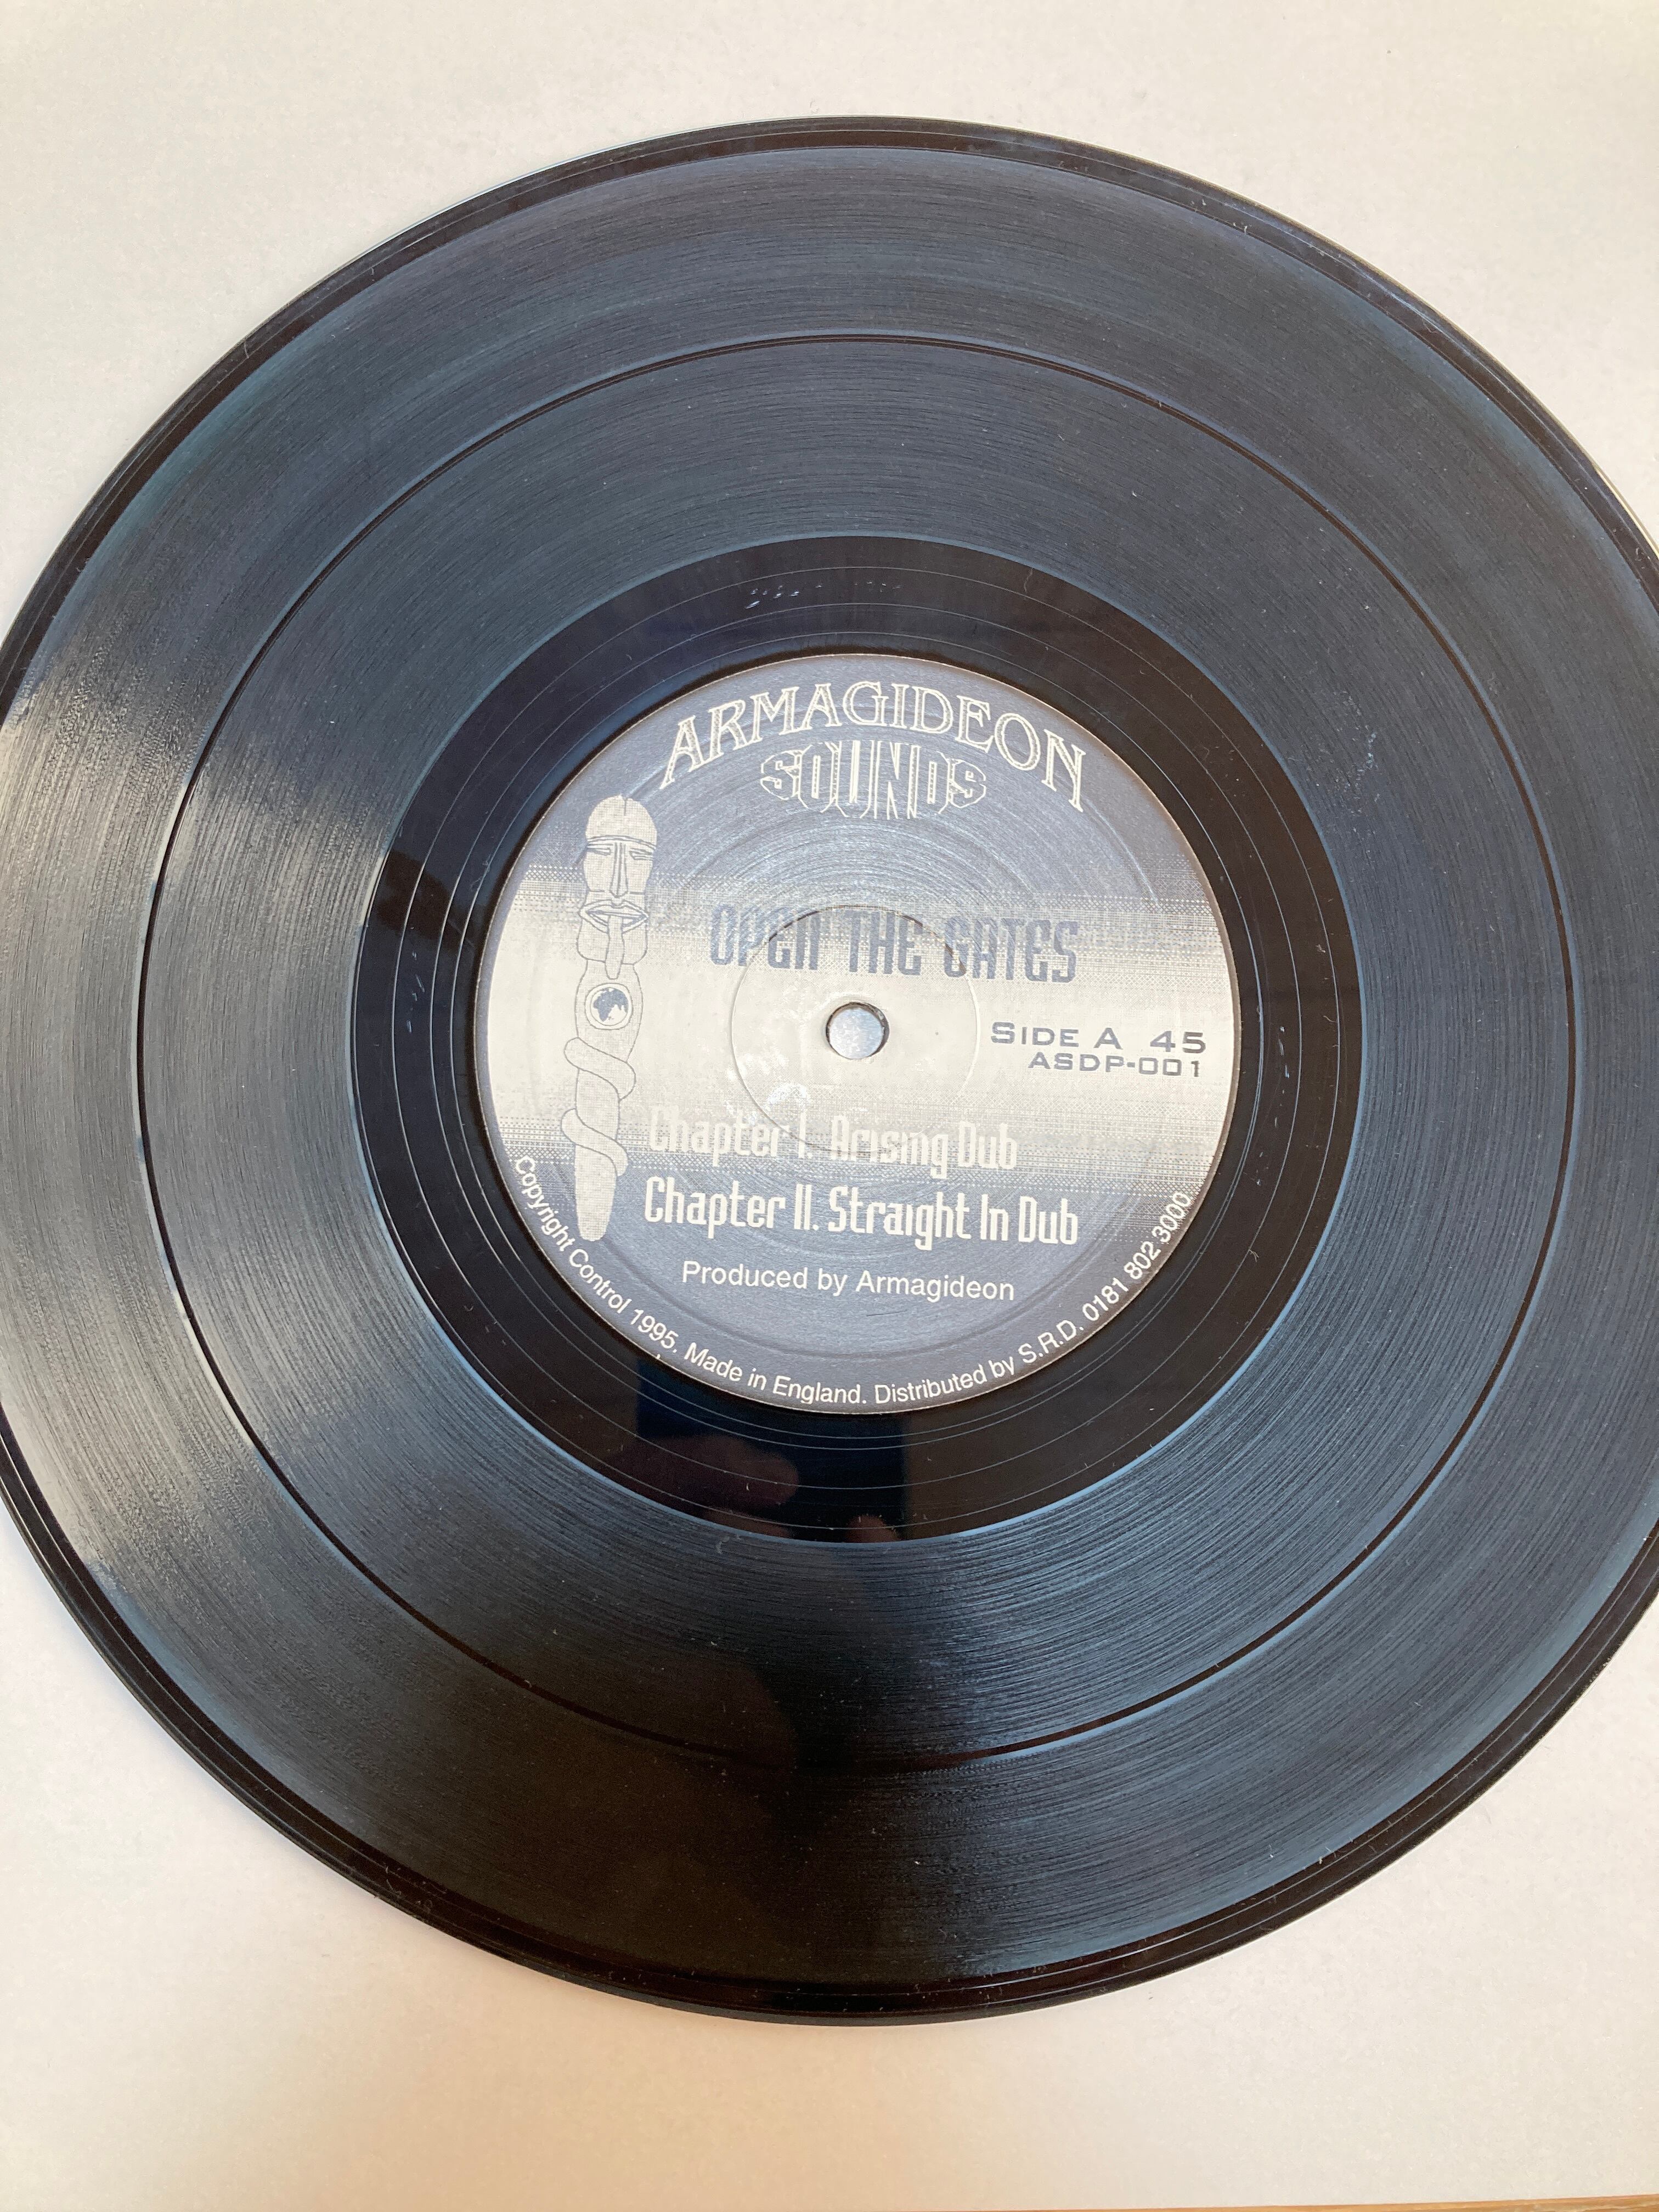 ARMAGIDEON
SOUNDS
OPEN THE GATES
SIDE A 45
ASDP-001
Chapter I. Arising Dub
Chapter II. Straight In Dub
Produced by Armagideon
Copyright Control 1995. Made in England. Distributed by S.R.D. 0181 802 3000